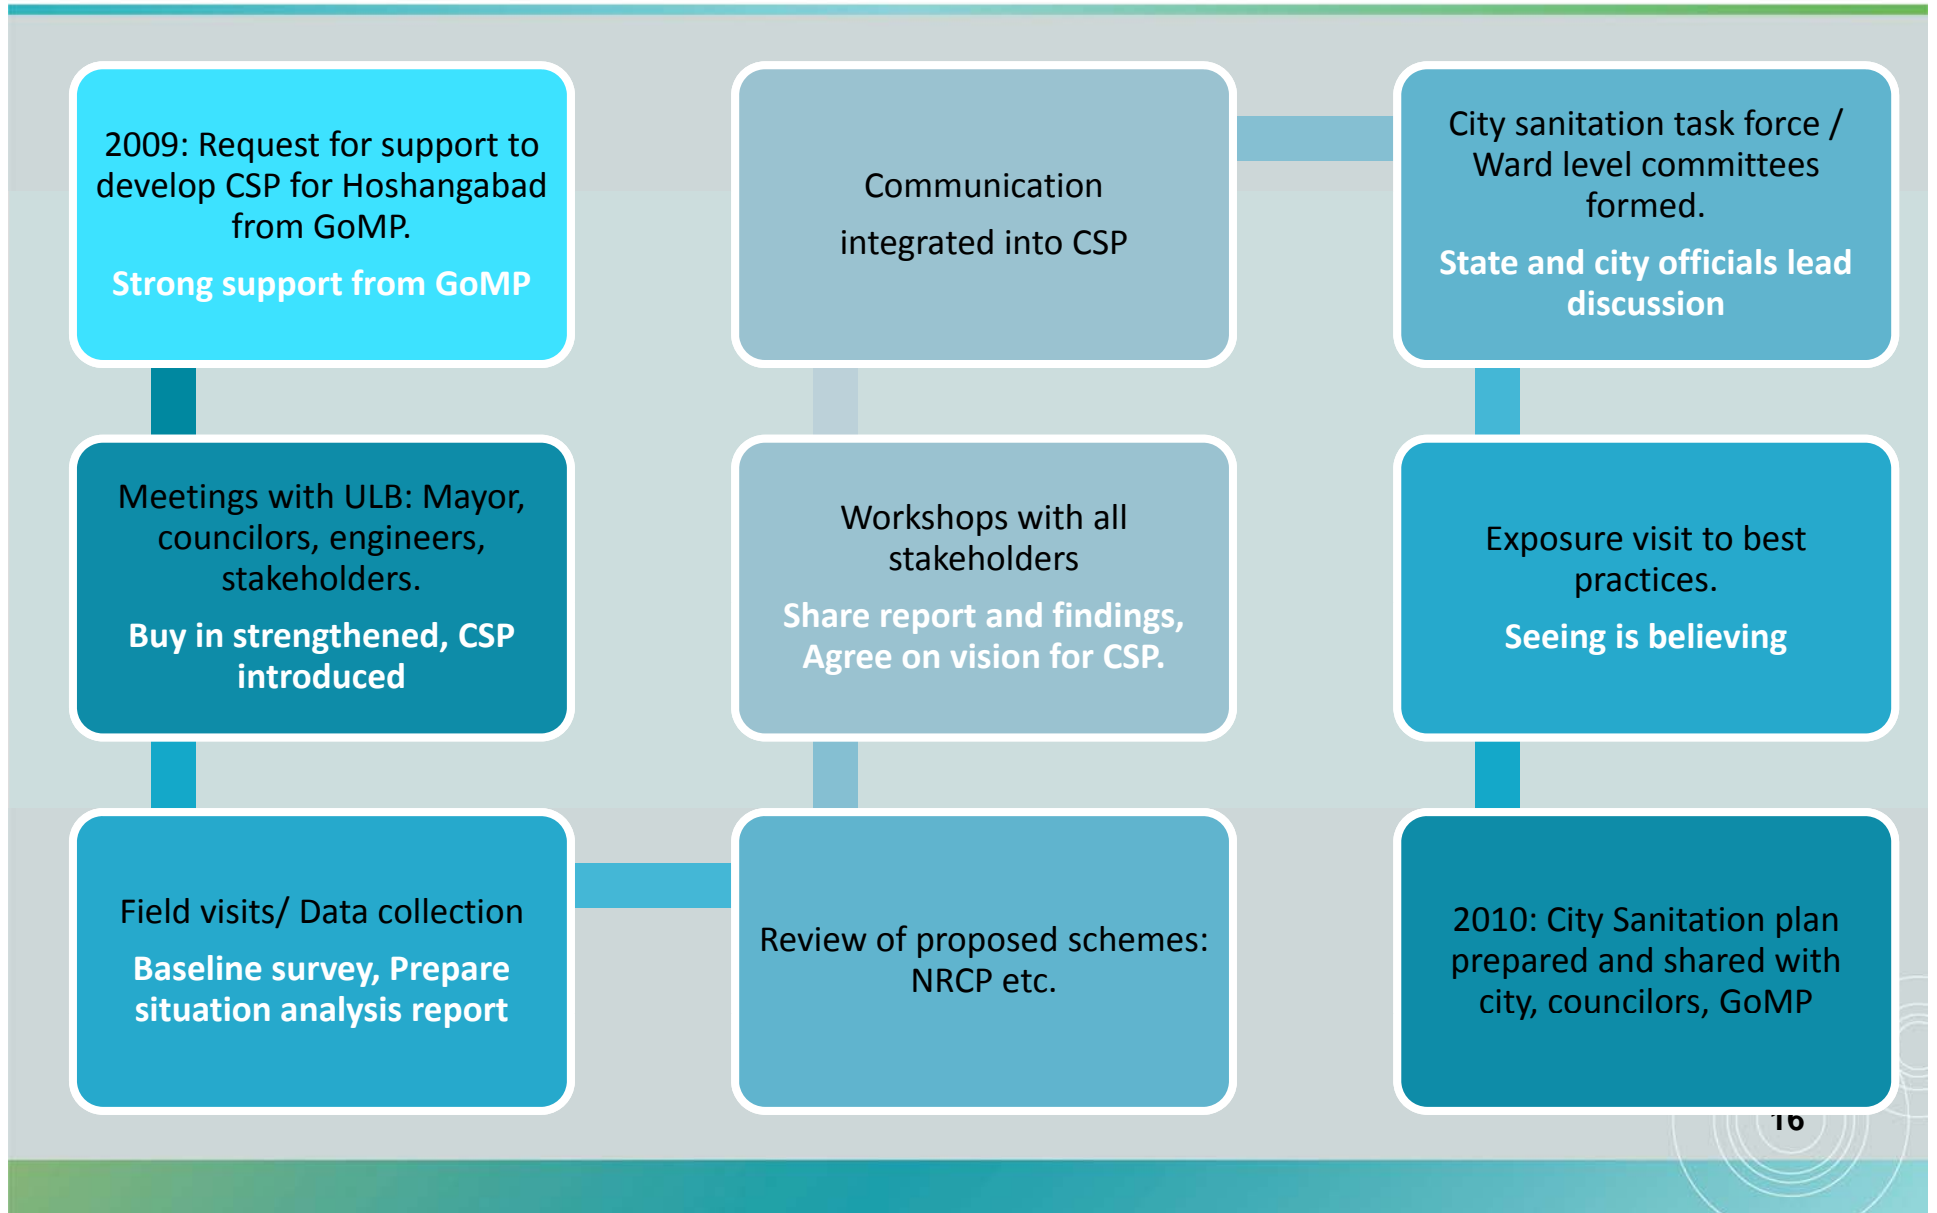 2009: Request for support to
develop CSP for Hoshangabad
from GoMP.
Strong support from GoMP
Meetings with ULB: Mayor,
councilors, engineers,
stakeholders.
Buy in strengthened, CSP
introduced
Field visits/ Data collection
Baseline survey, Prepare
situation analysis report
Review of proposed schemes:
NRCP etc.
Workshops with all
stakeholders
Share report and findings,
Agree on vision for CSP.
Communication
integrated into CSP
City sanitation task force /
Ward level committees
formed.
State and city officials lead
discussion
Exposure visit to best
practices.
Seeing is believing
2010: City Sanitation plan
prepared and shared with
city, councilors, GoMP
16